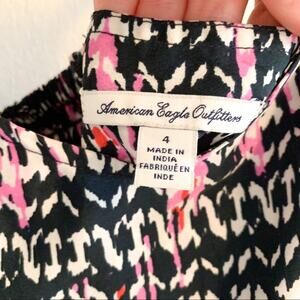 American Eagle Outfitters
4
MADE IN
INDIA
FABRIQUÉ EN
INDE